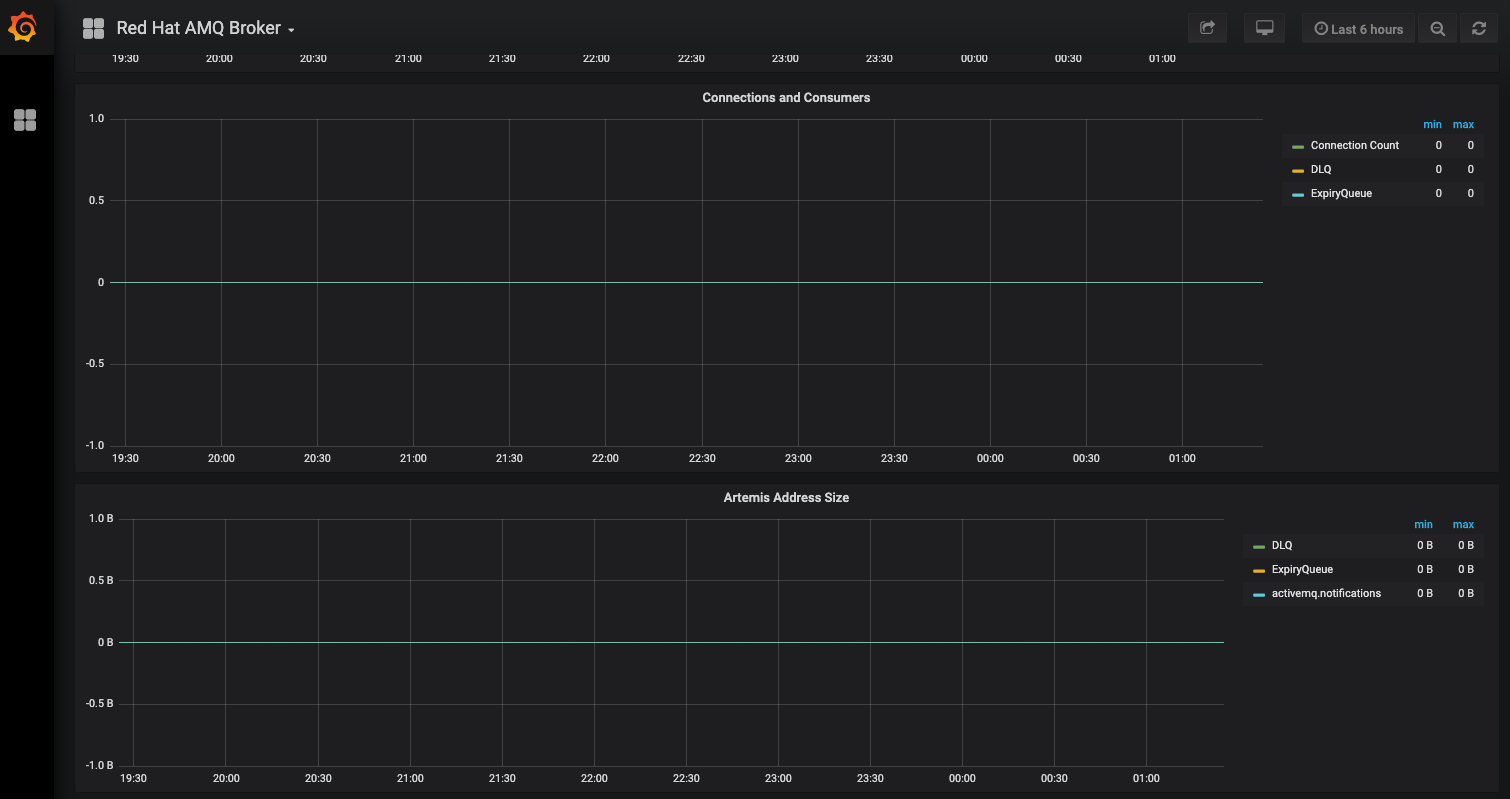 Red Hat AMQ Broker
Last 6 hours
19:30 20:00 20:30 21:00 21:30 22:00 22:30 23:00 23:30 00:00 00:30 01:00
Connections and Consumers
1.0
0.5
0
-0.5
-1.0
19:30 20:00 20:30 21:00 21:30 22:00 22:30 23:00 23:30 00:00 00:30 01:00
min max
Connection Count 0 0
DLQ 0 0
ExpiryQueue 0 0
Artemis Address Size
1.0 B
0.5 B
0 B
-0.5 B
-1.0 B
19:30 20:00 20:30 21:00 21:30 22:00 22:30 23:00 23:30 00:00 00:30 01:00
min max
DLQ 0 B 0 B
ExpiryQueue 0 B 0 B
activemq.notifications 0 B 0 B